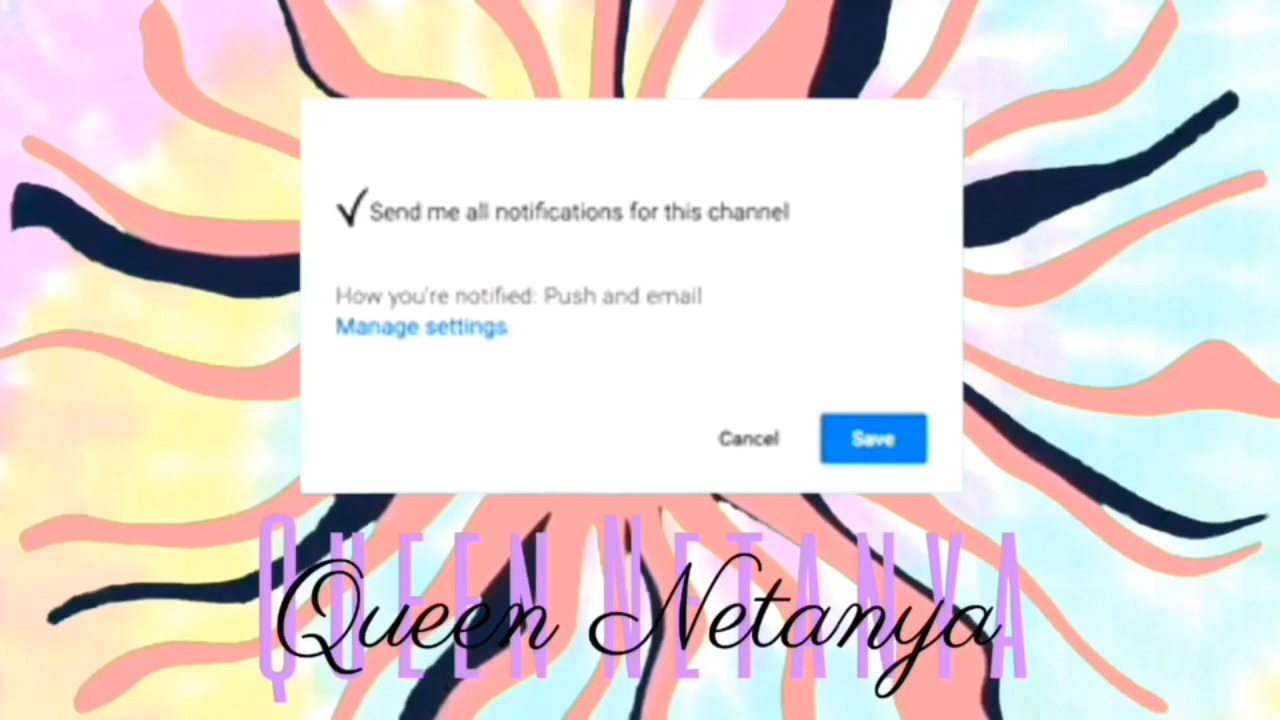 Send me all notifications for this channel
How you're notified: Push and email
Manage settings
Cancel Save
QUEEN NETANYA
Queen Netanya